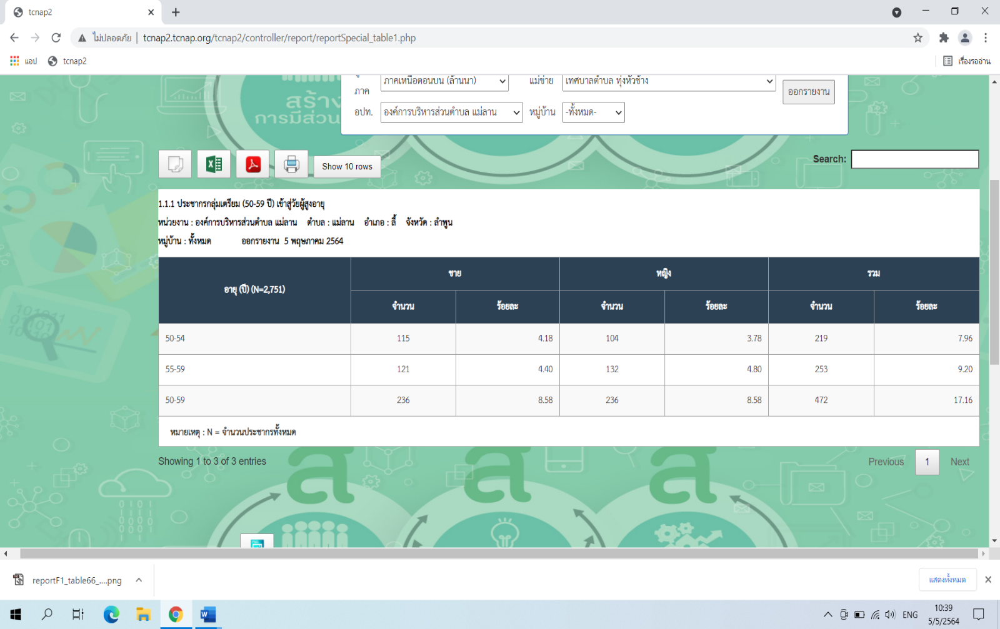 tcnap2
ไม่ปลอดภัย | tcnap2.tcnap.org/tcnap2/controller/report/reportSpecial_table1.php
แอป tcnap2 เรื่องรออ่าน
ภาค ภาคเหนือตอนบน (ล้านนา) แม่ข่าย เทศบาลตำบล ทุ่งหัวช้าง ออกรายงาน
อปท. องค์การบริหารส่วนตำบล แม่ลาน หมู่บ้าน -ทั้งหมด-
สร้าง
การมีส่วน
Show 10 rows Search:
1.1.1 ประชากรกลุ่มเตรียม (50-59 ปี) เข้าสู่วัยผู้สูงอายุ
หน่วยงาน : องค์การบริหารส่วนตำบล แม่ลาน ตำบล : แม่ลาน อำเภอ : ลี้ จังหวัด : ลำพูน
หมู่บ้าน : ทั้งหมด ออกรายงาน 5 พฤษภาคม 2564
อายุ (ปี) (N=2,751) ชาย หญิง รวม
จำนวน ร้อยละ จำนวน ร้อยละ จำนวน ร้อยละ
50-54 115 4.18 104 3.78 219 7.96
55-59 121 4.40 132 4.80 253 9.20
50-59 236 8.58 236 8.58 472 17.16
หมายเหตุ : N = จำนวนประชากรทั้งหมด
Showing 1 to 3 of 3 entries Previous 1 Next
reportF1_table66_....png แสดงทั้งหมด
ENG 10:39
5/5/2564